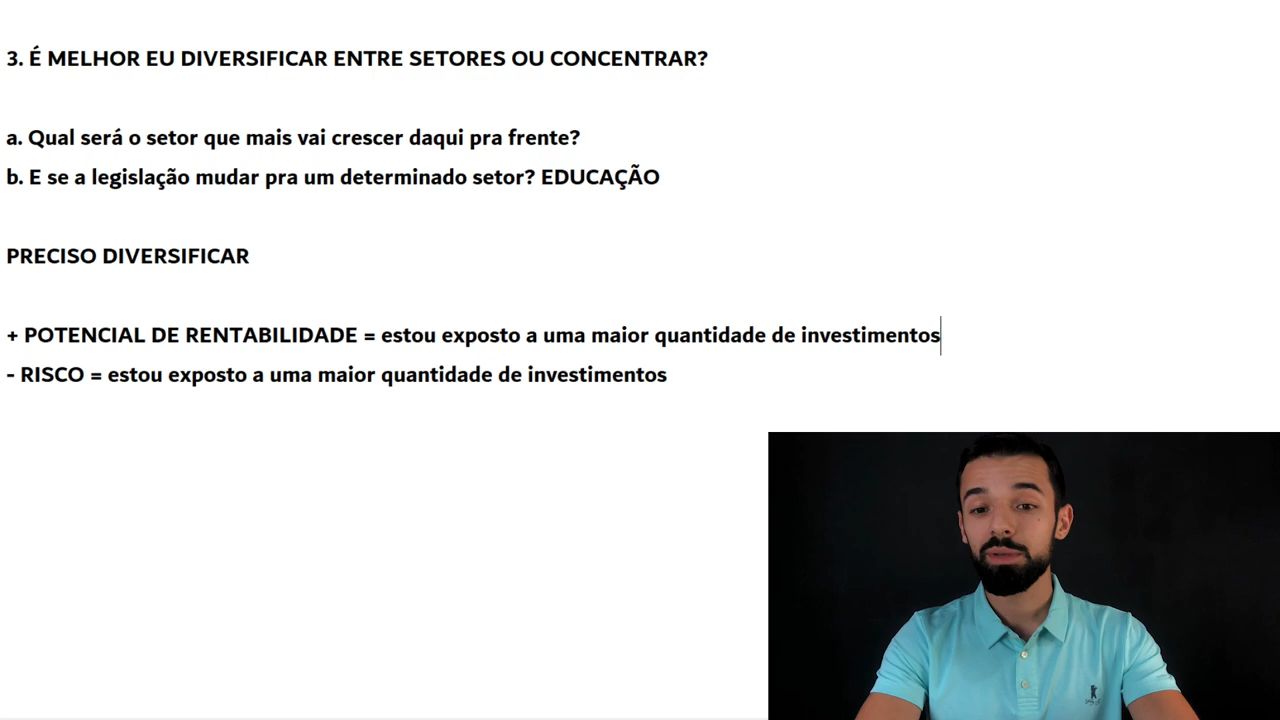 3. É MELHOR EU DIVERSIFICAR ENTRE SETORES OU CONCENTRAR?
a. Qual será o setor que mais vai crescer daqui pra frente?
b. E se a legislação mudar pra um determinado setor? EDUCAÇÃO
PRECISO DIVERSIFICAR
+ POTENCIAL DE RENTABILIDADE = estou exposto a uma maior quantidade de investimentos
- RISCO = estou exposto a uma maior quantidade de investimentos